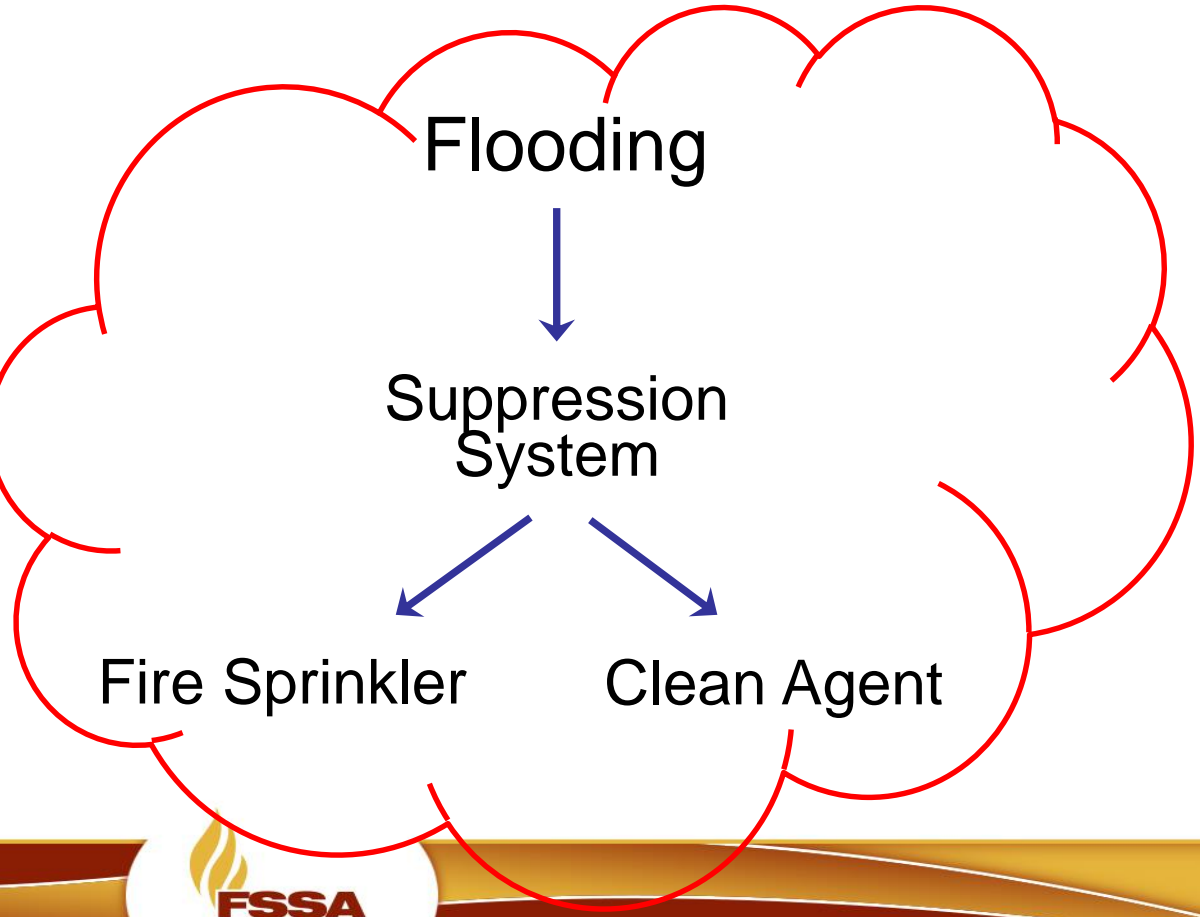 Flooding
Suppression
System
Fire Sprinkler
Clean Agent
FSSA